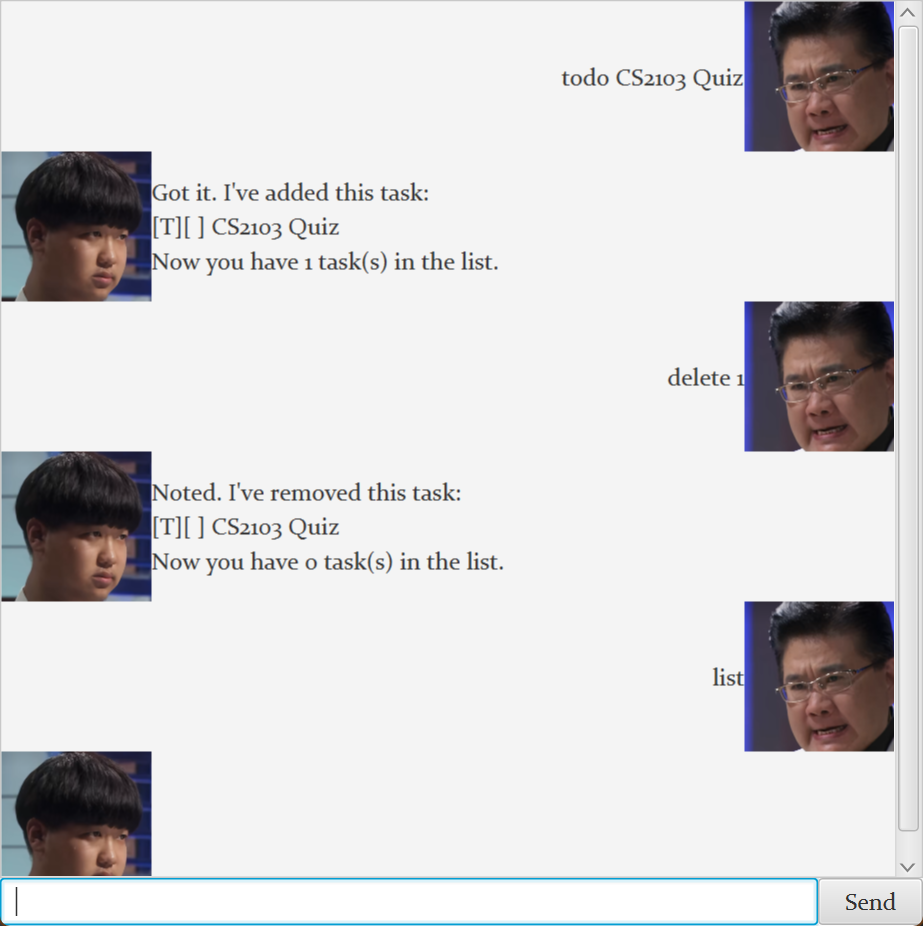 todo CS2103 Quiz
Got it. I've added this task:
[T][ ] CS2103 Quiz
Now you have 1 task(s) in the list.
delete 1
Noted. I've removed this task:
[T][ ] CS2103 Quiz
Now you have 0 task(s) in the list.
list
Send